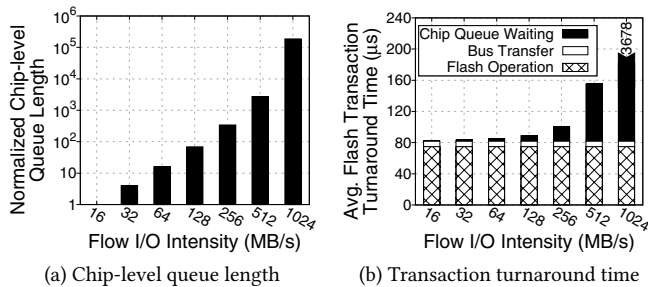 Normalized Chip-level
Queue Length
10^6
10^5
10^4
10^3
10^2
10
1
16
32
64
128
256
512
1024
Flow I/O Intensity (MB/s)
(a) Chip-level queue length
Avg. Flash Transaction
Turnaround Time (μs)
240
200
160
120
80
40
0
Chip Queue Waiting
Bus Transfer
Flash Operation
3678
16
32
64
128
256
512
1024
Flow I/O Intensity (MB/s)
(b) Transaction turnaround time